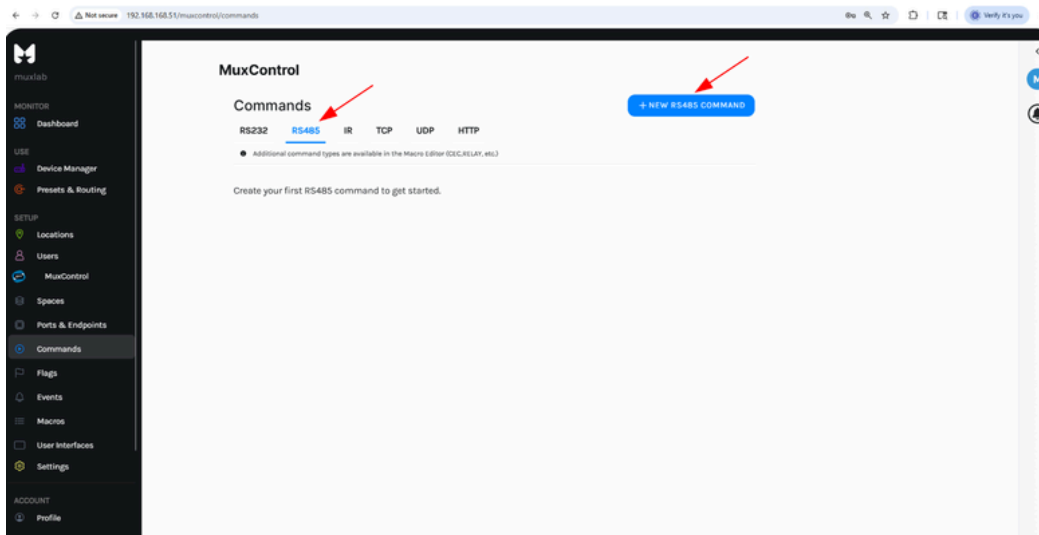 Not secure 192.168.168.51/muxcontrol/commands
Verify it's you
muxlab
MONITOR
Dashboard
USE
Device Manager
Presets & Routing
SETUP
Locations
Users
MuxControl
Spaces
Ports & Endpoints
Commands
Flags
Events
Macros
User Interfaces
Settings
ACCOUNT
Profile
MuxControl
Commands
+ NEW RS485 COMMAND
RS232 RS485 IR TCP UDP HTTP
Additional command types are available in the Macro Editor (CEC,RELAY, etc.)
Create your first RS485 command to get started.
M